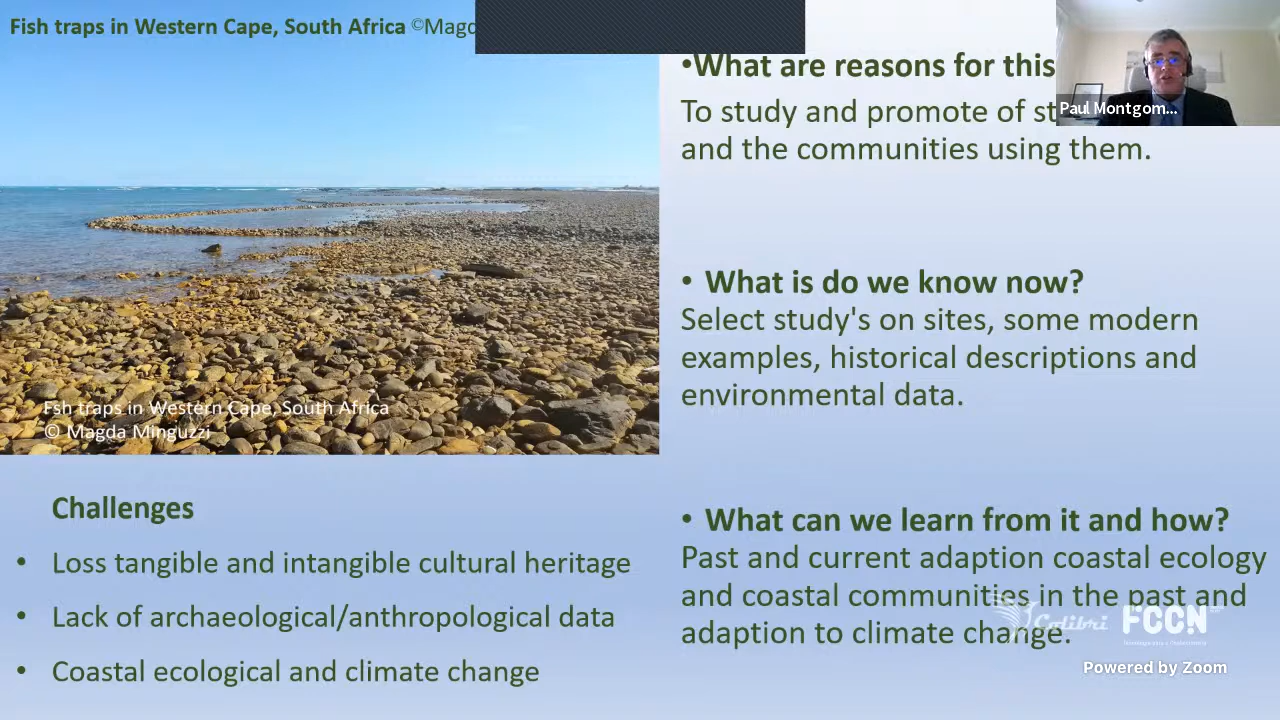 Fish traps in Western Cape, South Africa ©Magd
•What are reasons for this
To study and promote of st
and the communities using them.
Paul Montgom...
• What is do we know now?
Select study's on sites, some modern
examples, historical descriptions and
environmental data.
Fsh traps in Western Cape, South Africa
© Magda Minguzzi
Challenges
• Loss tangible and intangible cultural heritage
• Lack of archaeological/anthropological data
• Coastal ecological and climate change
• What can we learn from it and how?
Past and current adaption coastal ecology
and coastal communities in the past and
adaption to climate change.
Colibri FCCN
Powered by Zoom